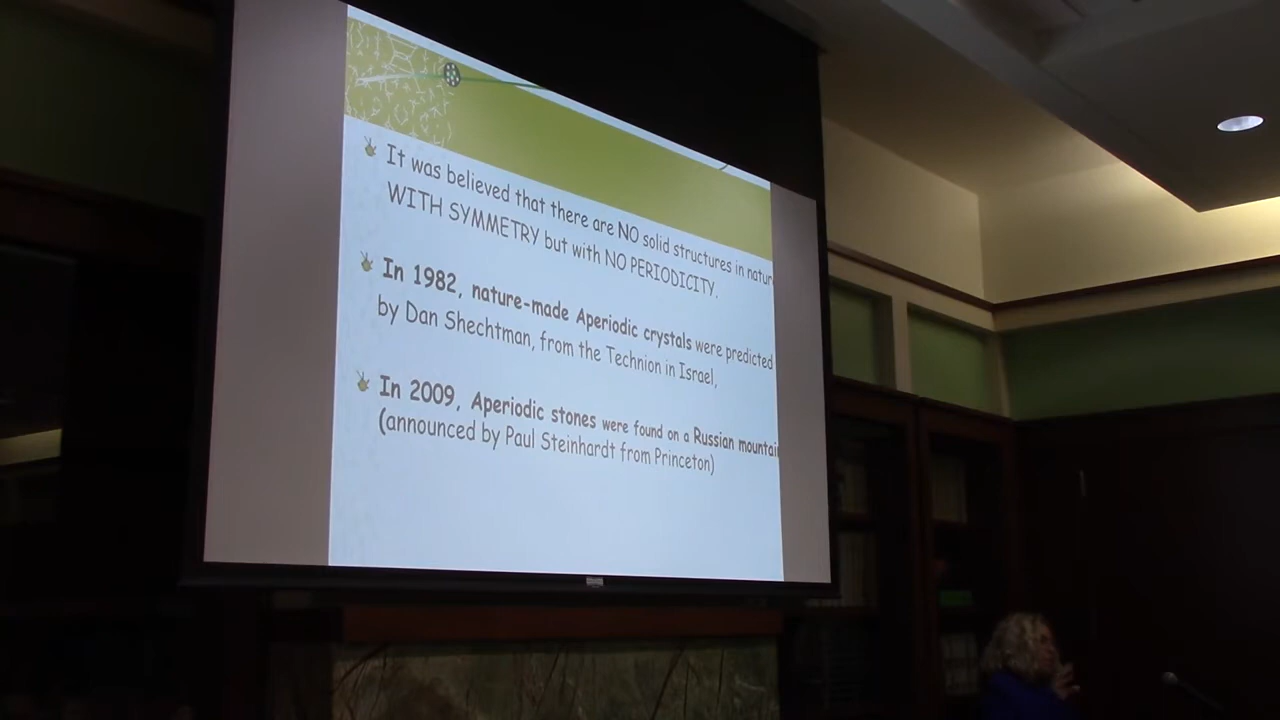 It was believed that there are NO solid structures in natur
WITH SYMMETRY but with NO PERIODICITY.
In 1982, nature-made Aperiodic crystals were predicted
by Dan Shechtman, from the Technion in Israel,
In 2009, Aperiodic stones were found on a Russian mountain
(announced by Paul Steinhardt from Princeton)